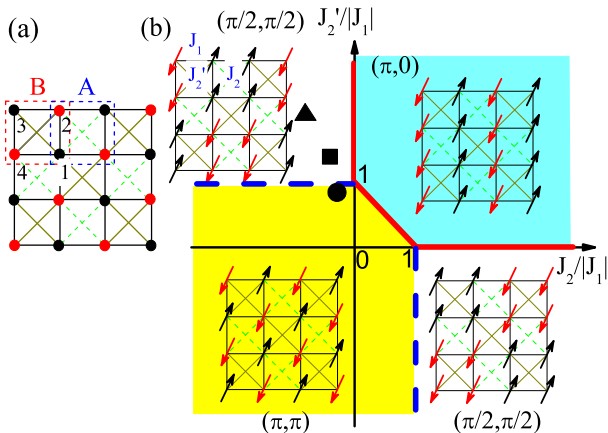 (a)
B
A
3
2
4
1
(b)
(π/2,π/2)
J₂'/|J₁|
J₁
J₂'
J₂
(π,0)
1
0
1
J₂/|J₁|
(π,π)
(π/2,π/2)